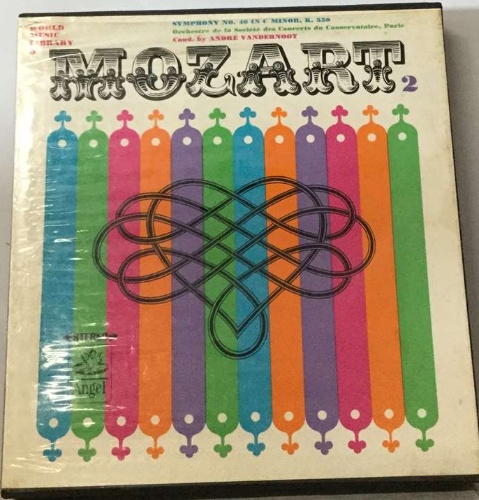 WORLD
MUSIC
LIBRARY
SYMPHONY NO. 40 IN C MINOR, K. 550
Orchestre de la Société des Concerts du Conservatoire, Paris
Cond. by ANDRÉ VANDERNOOT
MOZART 2
STEREO
Angel